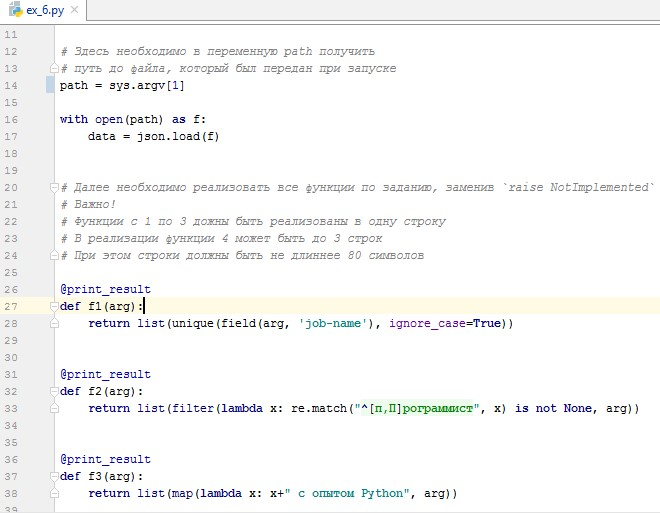 ex_6.py
11
12 # Здесь необходимо в переменную path получить
13 # путь до файла, который был передан при запуске
14 path = sys.argv[1]
15
16 with open(path) as f:
17     data = json.load(f)
18
19
20 # Далее необходимо реализовать все функции по заданию, заменив `raise NotImplemented`
21 # Важно!
22 # Функции с 1 по 3 дожны быть реализованы в одну строку
23 # В реализации функции 4 может быть до 3 строк
24 # При этом строки должны быть не длиннее 80 символов
25
26 @print_result
27 def f1(arg):
28     return list(unique(field(arg, 'job-name'), ignore_case=True))
29
30
31 @print_result
32 def f2(arg):
33     return list(filter(lambda x: re.match("^[п,П]рограммист", x) is not None, arg))
34
35
36 @print_result
37 def f3(arg):
38     return list(map(lambda x: x+" с опытом Python", arg))
39